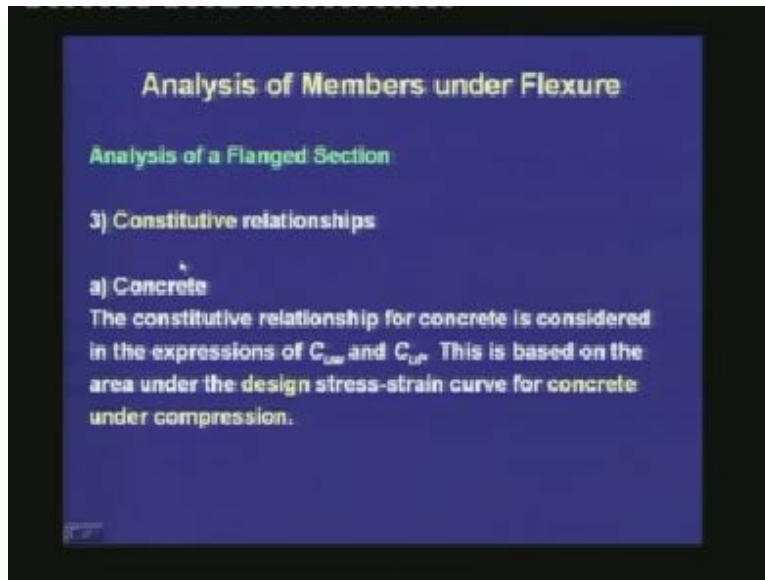 Analysis of Members under Flexure
Analysis of a Flanged Section
3) Constitutive relationships
a) Concrete
The constitutive relationship for concrete is considered
in the expressions of Cuw and Cuf. This is based on the
area under the design stress-strain curve for concrete
under compression.